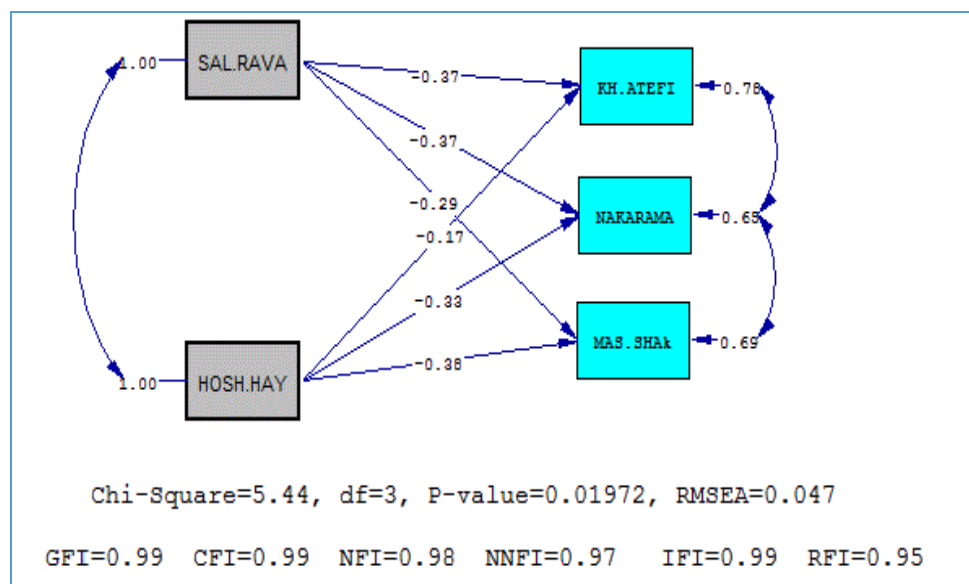 1.00
SAL.RAVA
-0.37
KH.ATEFI
0.78
-0.37
-0.29
NAKARAMA
0.65
-0.17
-0.33
MAS.SHAk
0.69
-0.38
1.00
HOSH.HAY
Chi-Square=5.44, df=3, P-value=0.01972, RMSEA=0.047
GFI=0.99 CFI=0.99 NFI=0.98 NNFI=0.97 IFI=0.99 RFI=0.95